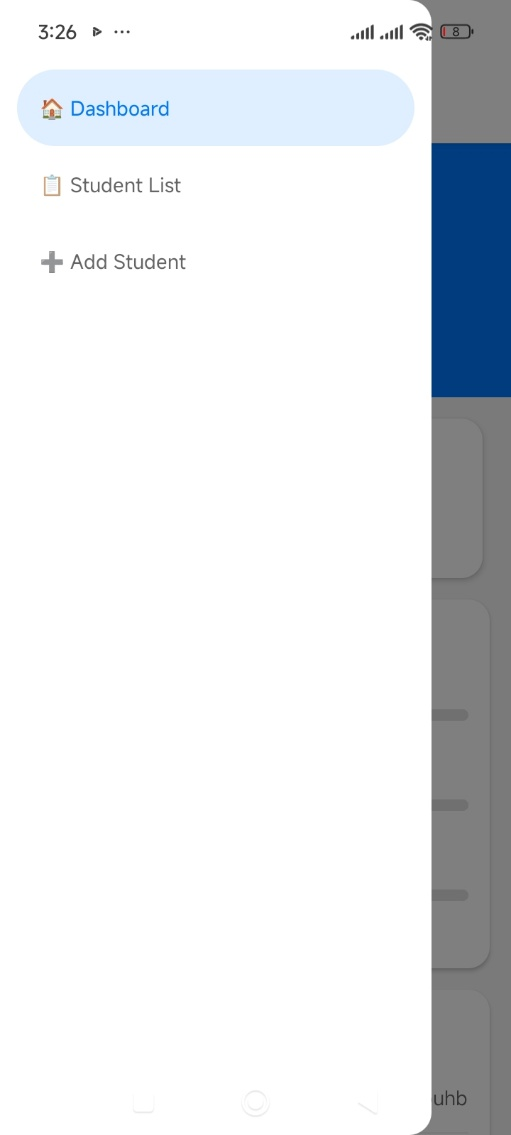 3:26
8
🏠 Dashboard
📋 Student List
➕ Add Student
uhb